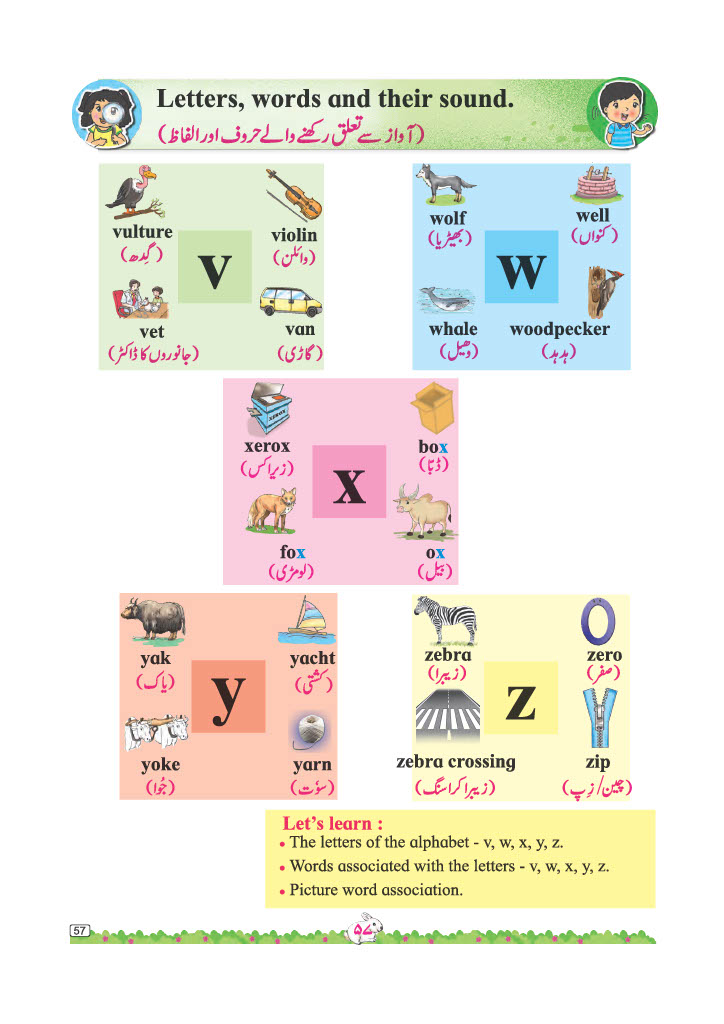 Letters, words and their sound.
(آواز سے تعلق رکھنے والے حروف اور الفاظ)
vulture
(گِدھ)
violin
(وائلن)
v
vet
(جانوروں کا ڈاکٹر)
van
(گاڑی)
wolf
(بھیڑیا)
well
(کنواں)
w
whale
(وھیل)
woodpecker
(ہدہد)
XEROX
xerox
(زیراکس)
box
(ڈبّا)
x
fox
(لومڑی)
ox
(بیل)
yak
(یاک)
yacht
(کشتی)
y
yoke
(جُوا)
yarn
(سوٗت)
zebra
(زیبرا)
zero
(صفر)
z
zebra crossing
(زیبرا کراسنگ)
zip
(چین/زِپ)
Let's learn :
• The letters of the alphabet - v, w, x, y, z.
• Words associated with the letters - v, w, x, y, z.
• Picture word association.
57
۵۷